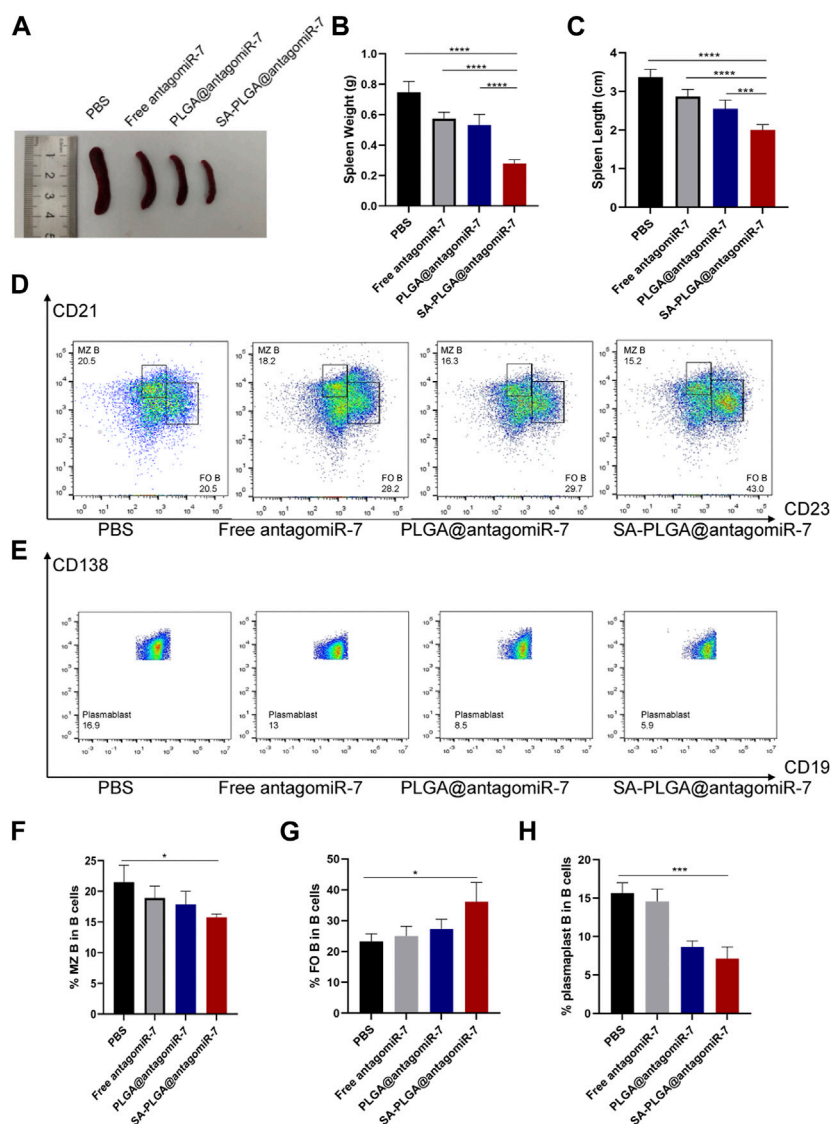 A
PBS
Free antagomiR-7
PLGA@antagomiR-7
SA-PLGA@antagomiR-7
1
2
3
4
B
****
****
****
Spleen Weight (g)
1.0
0.8
0.6
0.4
0.2
0.0
PBS
Free antagomiR-7
PLGA@antagomiR-7
SA-PLGA@antagomiR-7
C
****
****
***
Spleen Length (cm)
4
3
2
1
0
PBS
Free antagomiR-7
PLGA@antagomiR-7
SA-PLGA@antagomiR-7
D
CD21
MZ B
20.5
FO B
20.5
MZ B
18.2
FO B
28.2
MZ B
16.3
FO B
29.7
MZ B
15.2
FO B
43.0
CD23
PBS
Free antagomiR-7
PLGA@antagomiR-7
SA-PLGA@antagomiR-7
E
CD138
Plasmablast
16.9
Plasmablast
13
Plasmablast
8.5
Plasmablast
5.9
CD19
PBS
Free antagomiR-7
PLGA@antagomiR-7
SA-PLGA@antagomiR-7
F
*
% MZ B in B cells
25
20
15
10
5
0
PBS
Free antagomiR-7
PLGA@antagomiR-7
SA-PLGA@antagomiR-7
G
*
% FO B in B cells
50
40
30
20
10
0
PBS
Free antagomiR-7
PLGA@antagomiR-7
SA-PLGA@antagomiR-7
H
***
% plasmaplast B in B cells
20
15
10
5
0
PBS
Free antagomiR-7
PLGA@antagomiR-7
SA-PLGA@antagomiR-7